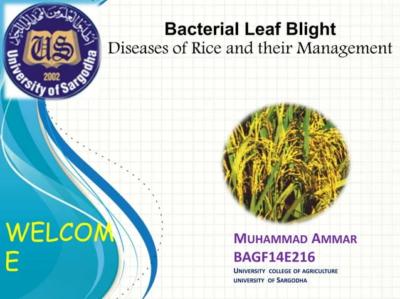 US
2002
University of Sargodha
Bacterial Leaf Blight
Diseases of Rice and their Management
WELCOM
E
MUHAMMAD AMMAR
BAGF14E216
UNIVERSITY COLLEGE OF AGRICULTURE
UNIVERSITY OF SARGODHA